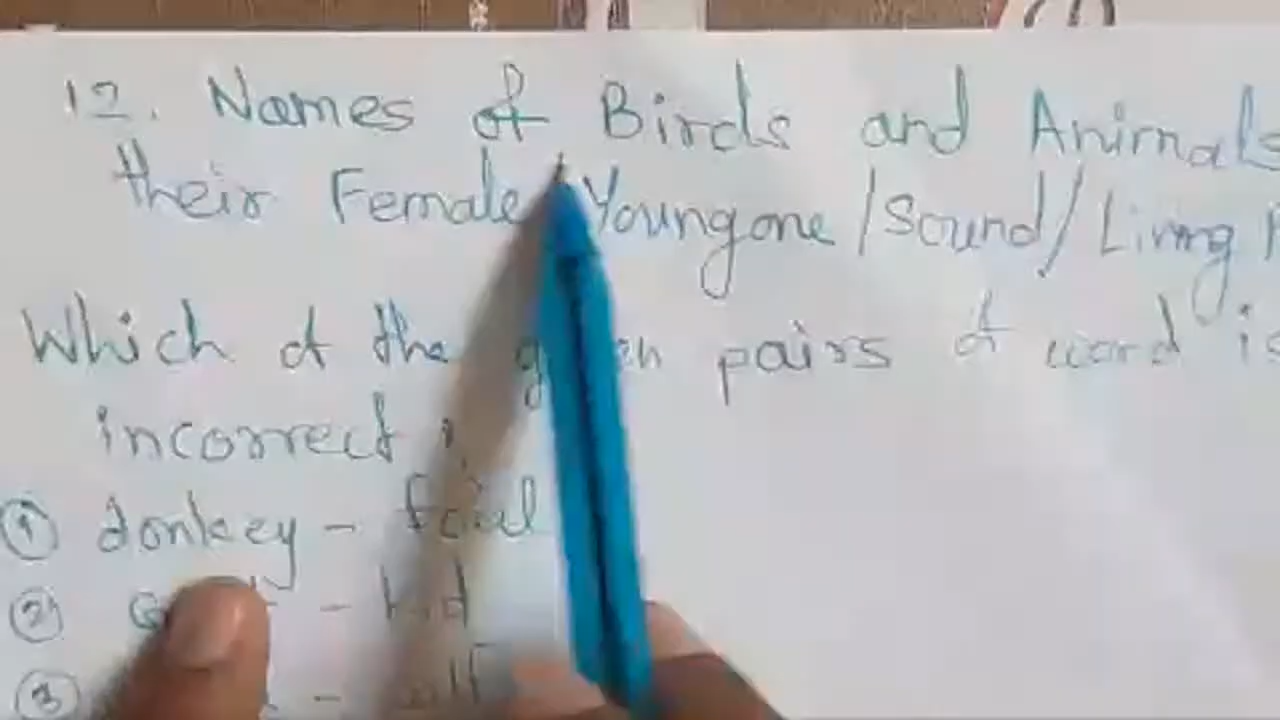 12. Names of Birds and Animals
their Female Youngone /Sound/ Living
Which of the pairs of word is
incorrect
① donkey - foal
② - kid
③ -